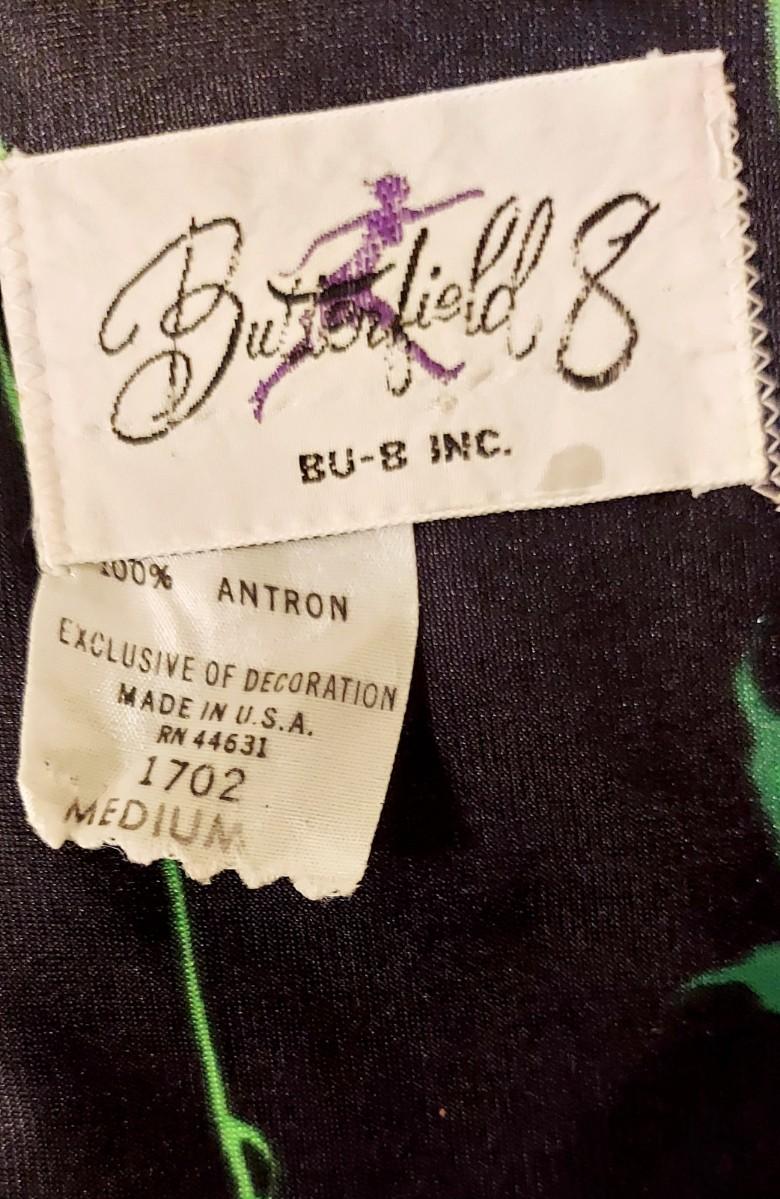 Butterfield 8
BU-8 INC.
100% ANTRON
EXCLUSIVE OF DECORATION
MADE IN U.S.A.
RN 44631
1702
MEDIUM